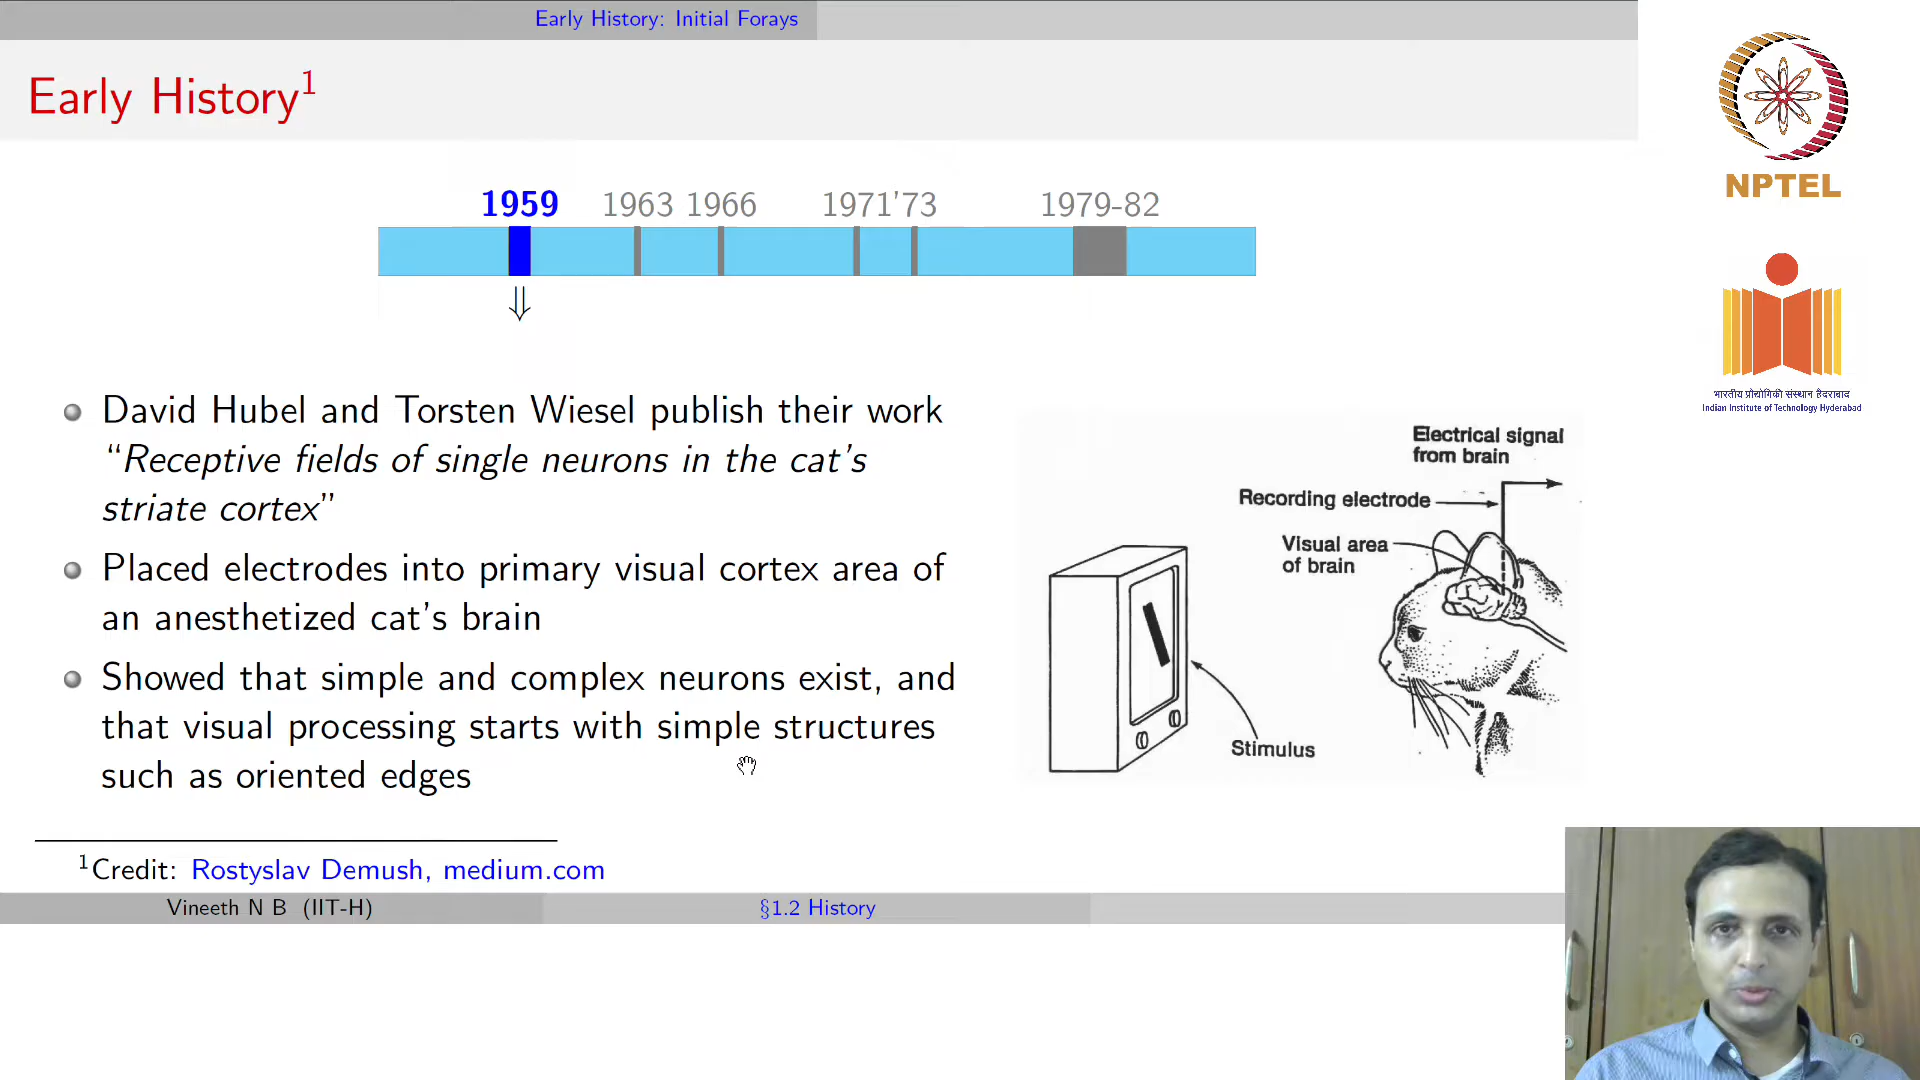 Early History: Initial Forays
Early History1
NPTEL
1959 1963 1966 1971'73 1979-82
भारतीय प्रौद्योगिकी संस्थान हैदराबाद
Indian Institute of Technology Hyderabad
David Hubel and Torsten Wiesel publish their work
“Receptive fields of single neurons in the cat's
striate cortex”
Placed electrodes into primary visual cortex area of
an anesthetized cat's brain
Showed that simple and complex neurons exist, and
that visual processing starts with simple structures
such as oriented edges
Electrical signal
from brain
Recording electrode
Visual area
of brain
Stimulus
1Credit: Rostyslav Demush, medium.com
Vineeth N B (IIT-H) §1.2 History